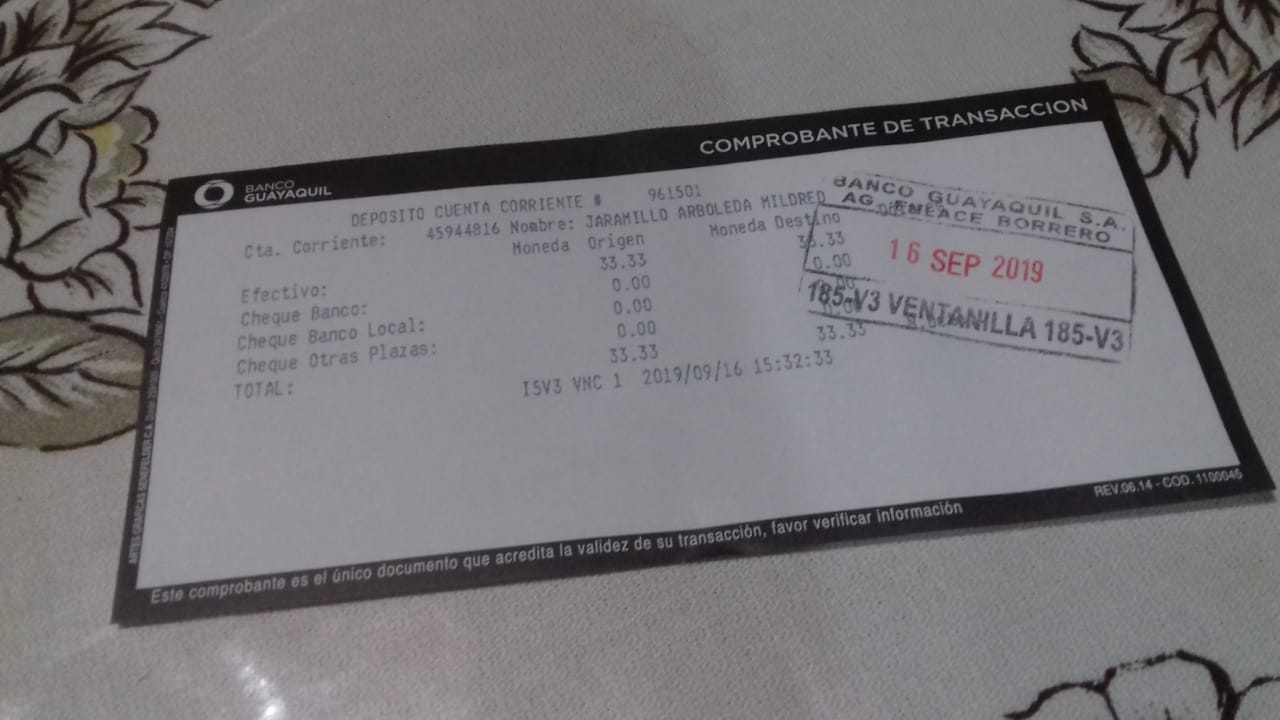 COMPROBANTE DE TRANSACCION
BANCO
GUAYAQUIL
DEPOSITO CUENTA CORRIENTE # 961501
Cta. Corriente: 45944816 Nombre: JARAMILLO ARBOLEDA MILDRED
Moneda Origen Moneda Destino
Efectivo: 33.33 33.33
Cheque Banco: 0.00 0.00
Cheque Banco Local: 0.00 0.00
Cheque Otras Plazas: 0.00
TOTAL: 33.33 33.33
I5V3 VNC 1 2019/09/16 15:32:33
BANCO GUAYAQUIL S.A.
AG. ENLACE BORRERO
16 SEP 2019
185-V3 VENTANILLA 185-V3
Este comprobante es el único documento que acredita la validez de su transacción, favor verificar información
REV.06.14 - COD. 1100045
ARTES GRAFICAS SENEFELDER C.A.